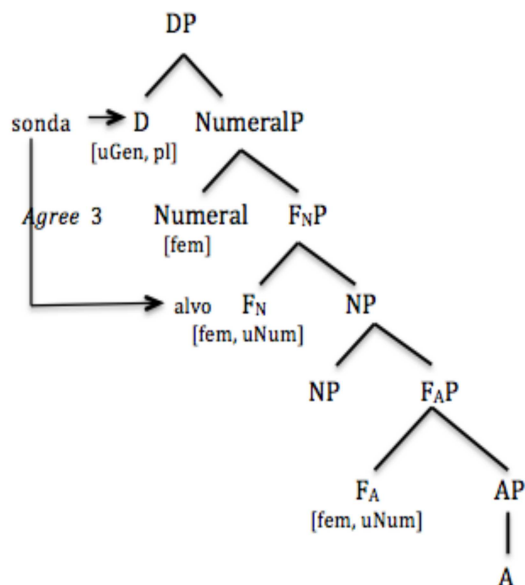 DP
sonda D NumeralP
[uGen, pl]
Agree 3 Numeral FNP
[fem]
alvo FN NP
[fem, uNum]
NP FAP
FA AP
[fem, uNum]
A